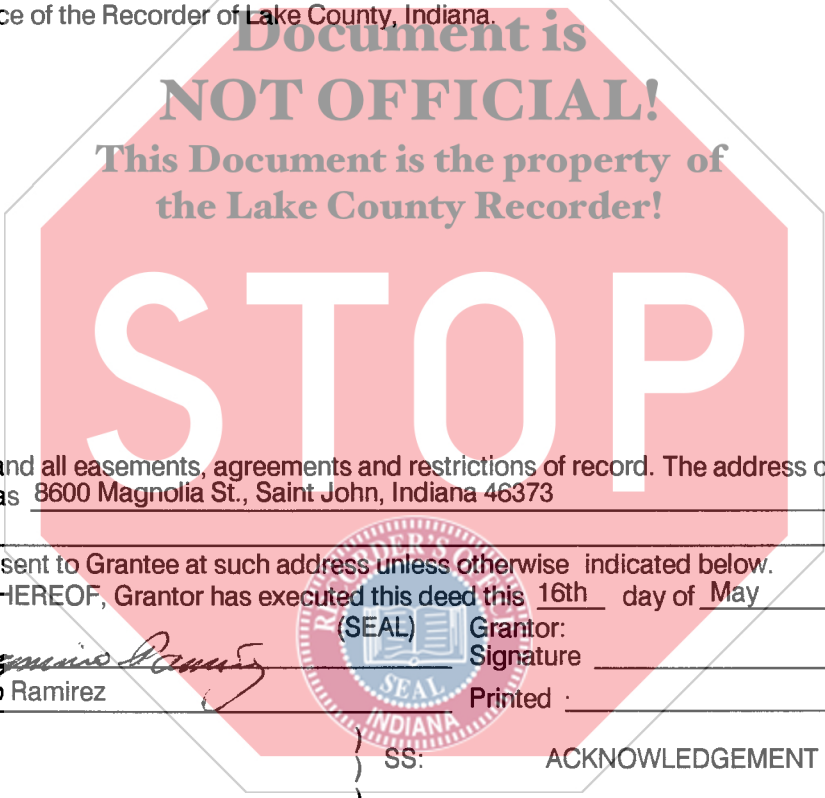 ce of the Recorder of Lake County, Indiana.
Document is
NOT OFFICIAL!
This Document is the property of
the Lake County Recorder!
STOP
and all easements, agreements and restrictions of record. The address o
as 8600 Magnolia St., Saint John, Indiana 46373
sent to Grantee at such address unless otherwise indicated below.
HEREOF, Grantor has executed this deed this 16th day of May
(SEAL) Grantor:
Signature
Ramirez Printed
RECORDER'S OFFICE
SEAL
INDIANA
) SS: ACKNOWLEDGEMENT
)